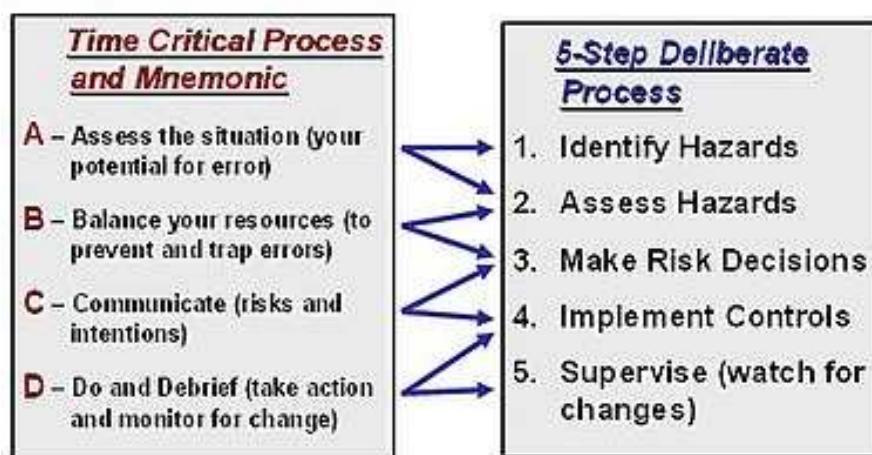 Time Critical Process
and Mnemonic
A – Assess the situation (your
potential for error)
B – Balance your resources (to
prevent and trap errors)
C – Communicate (risks and
intentions)
D – Do and Debrief (take action
and monitor for change)
5-Step Deliberate
Process
1. Identify Hazards
2. Assess Hazards
3. Make Risk Decisions
4. Implement Controls
5. Supervise (watch for
changes)